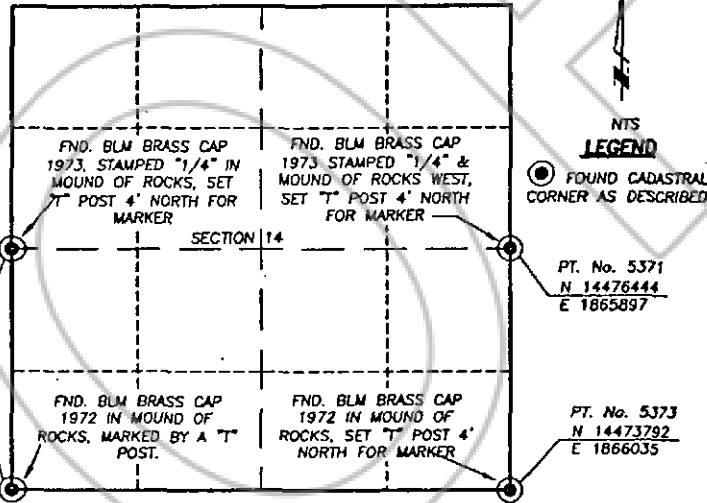 NTS
LEGEND
FOUND CADASTRAL
CORNER AS DESCRIBED
FND. BLM BRASS CAP
1973, STAMPED "1/4" IN
MOUND OF ROCKS, SET
"T" POST 4' NORTH FOR
MARKER
FND. BLM BRASS CAP
1973 STAMPED "1/4" &
MOUND OF ROCKS WEST,
SET "T" POST 4' NORTH
FOR MARKER
SECTION 14
PT. No. 5371
N 14476444
E 1865897
FND. BLM BRASS CAP
1972 IN MOUND OF
ROCKS, MARKED BY A "T"
POST.
FND. BLM BRASS CAP
1972 IN MOUND OF
ROCKS, SET "T" POST 4'
NORTH FOR MARKER
PT. No. 5373
N 14473792
E 1866035